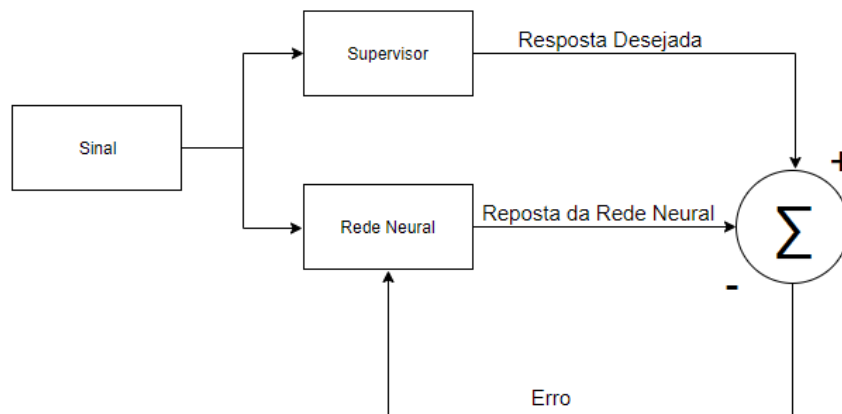 Resposta Desejada
Supervisor
Sinal
+
Rede Neural
Reposta da Rede Neural
∑
-
Erro